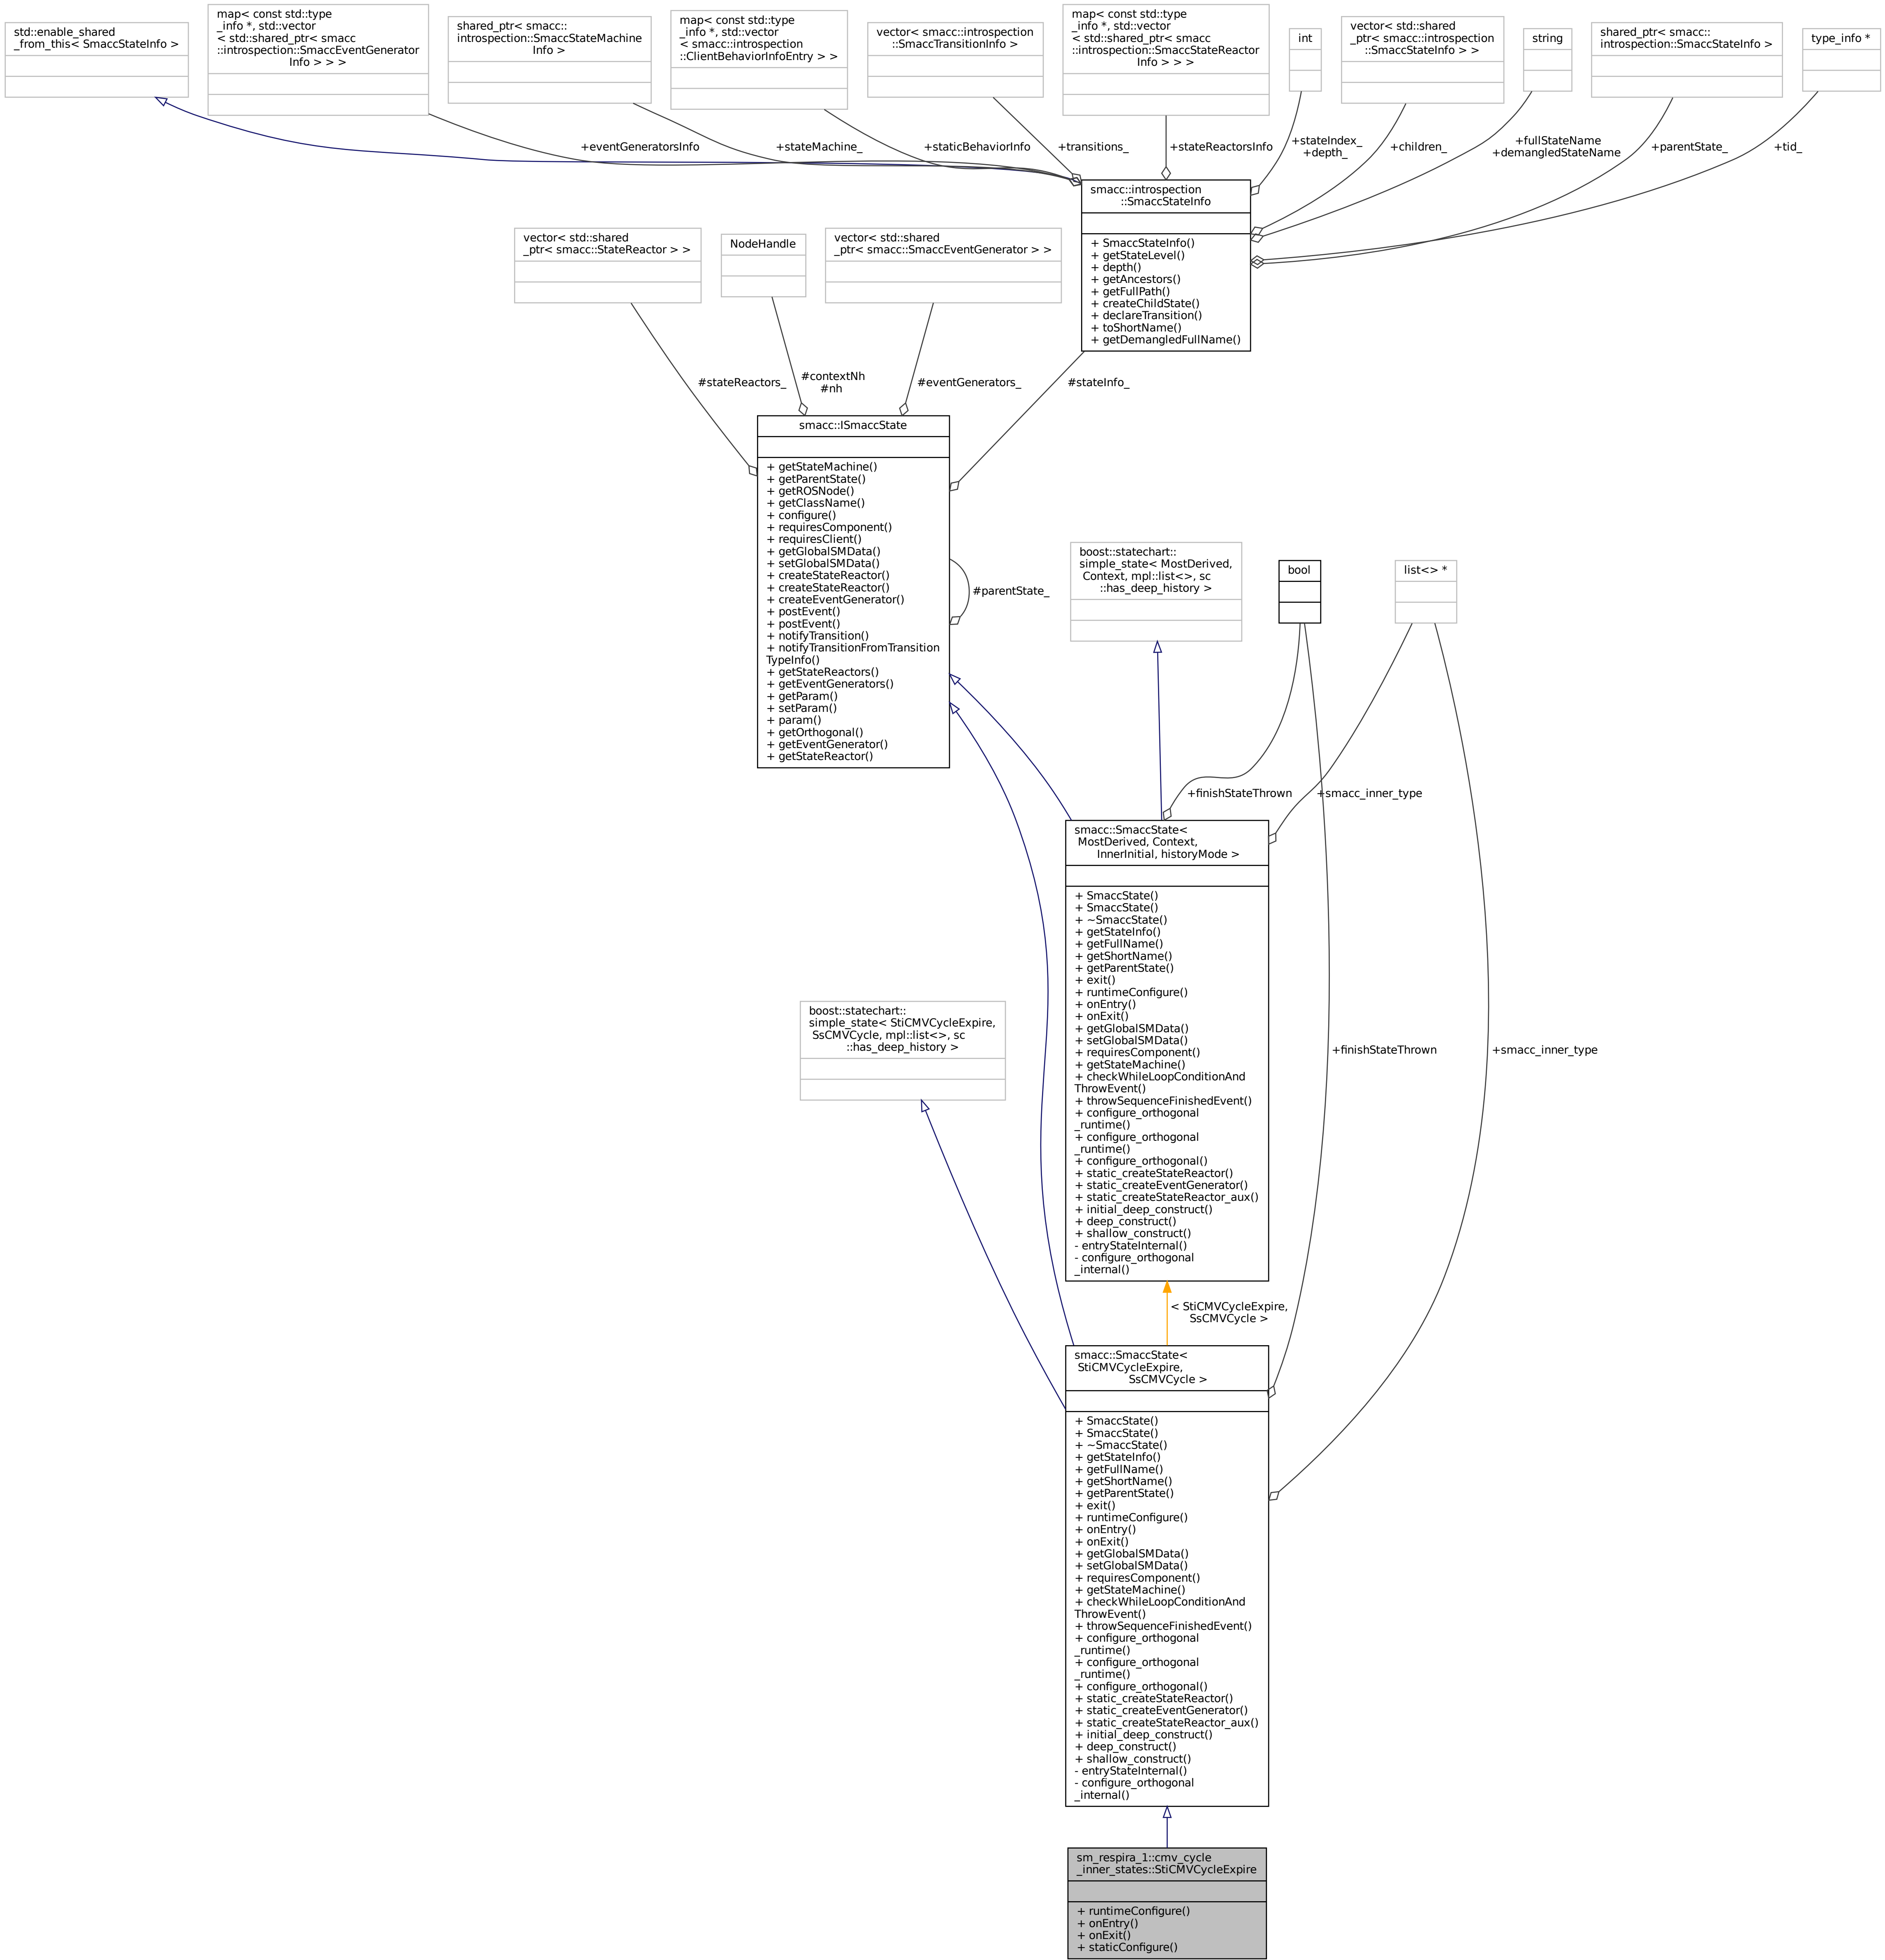 std::enable_shared
_from_this< SmaccStateInfo >
map< const std::type
_info *, std::vector
< std::shared_ptr< smacc
::introspection::SmaccEventGenerator
Info > > >
shared_ptr< smacc::
introspection::SmaccStateMachine
Info >
map< const std::type
_info *, std::vector
< smacc::introspection
::ClientBehaviorInfoEntry > >
vector< smacc::introspection
::SmaccTransitionInfo >
map< const std::type
_info *, std::vector
< std::shared_ptr< smacc
::introspection::SmaccStateReactor
Info > > >
int
vector< std::shared
_ptr< smacc::introspection
::SmaccStateInfo > >
string
shared_ptr< smacc::
introspection::SmaccStateInfo >
type_info *
+eventGeneratorsInfo
+stateMachine_
+staticBehaviorInfo
+transitions_
+stateReactorsInfo
+stateIndex_
+depth_
+children_
+fullStateName
+demangledStateName
+parentState_
+tid_
smacc::introspection
::SmaccStateInfo
+ SmaccStateInfo()
+ getStateLevel()
+ depth()
+ getAncestors()
+ getFullPath()
+ createChildState()
+ declareTransition()
+ toShortName()
+ getDemangledFullName()
vector< std::shared
_ptr< smacc::StateReactor > >
NodeHandle
vector< std::shared
_ptr< smacc::SmaccEventGenerator > >
#stateReactors_
#contextNh
#nh
#eventGenerators_
#stateInfo_
smacc::ISmaccState
+ getStateMachine()
+ getParentState()
+ getROSNode()
+ getClassName()
+ configure()
+ requiresComponent()
+ requiresClient()
+ getGlobalSMData()
+ setGlobalSMData()
+ createStateReactor()
+ createStateReactor()
+ createEventGenerator()
+ postEvent()
+ postEvent()
+ notifyTransition()
+ notifyTransitionFromTransition
TypeInfo()
+ getStateReactors()
+ getEventGenerators()
+ getParam()
+ setParam()
+ param()
+ getOrthogonal()
+ getEventGenerator()
+ getStateReactor()
#parentState_
boost::statechart::
simple_state< MostDerived,
Context, mpl::list<>, sc
::has_deep_history >
bool
list<> *
+finishStateThrown
+smacc_inner_type
smacc::SmaccState<
MostDerived, Context,
InnerInitial, historyMode >
+ SmaccState()
+ SmaccState()
+ ~SmaccState()
+ getStateInfo()
+ getFullName()
+ getShortName()
+ getParentState()
+ exit()
+ runtimeConfigure()
+ onEntry()
+ onExit()
+ getGlobalSMData()
+ setGlobalSMData()
+ requiresComponent()
+ getStateMachine()
+ checkWhileLoopConditionAnd
ThrowEvent()
+ throwSequenceFinishedEvent()
+ configure_orthogonal
_runtime()
+ configure_orthogonal
_runtime()
+ configure_orthogonal()
+ static_createStateReactor()
+ static_createEventGenerator()
+ static_createStateReactor_aux()
+ initial_deep_construct()
+ deep_construct()
+ shallow_construct()
- entryStateInternal()
- configure_orthogonal
_internal()
boost::statechart::
simple_state< StiCMVCycleExpire,
SsCMVCycle, mpl::list<>, sc
::has_deep_history >
+finishStateThrown
+smacc_inner_type
< StiCMVCycleExpire,
SsCMVCycle >
smacc::SmaccState<
StiCMVCycleExpire,
SsCMVCycle >
+ SmaccState()
+ SmaccState()
+ ~SmaccState()
+ getStateInfo()
+ getFullName()
+ getShortName()
+ getParentState()
+ exit()
+ runtimeConfigure()
+ onEntry()
+ onExit()
+ getGlobalSMData()
+ setGlobalSMData()
+ requiresComponent()
+ getStateMachine()
+ checkWhileLoopConditionAnd
ThrowEvent()
+ throwSequenceFinishedEvent()
+ configure_orthogonal
_runtime()
+ configure_orthogonal
_runtime()
+ configure_orthogonal()
+ static_createStateReactor()
+ static_createEventGenerator()
+ static_createStateReactor_aux()
+ initial_deep_construct()
+ deep_construct()
+ shallow_construct()
- entryStateInternal()
- configure_orthogonal
_internal()
sm_respira_1::cmv_cycle
_inner_states::StiCMVCycleExpire
+ runtimeConfigure()
+ onEntry()
+ onExit()
+ staticConfigure()